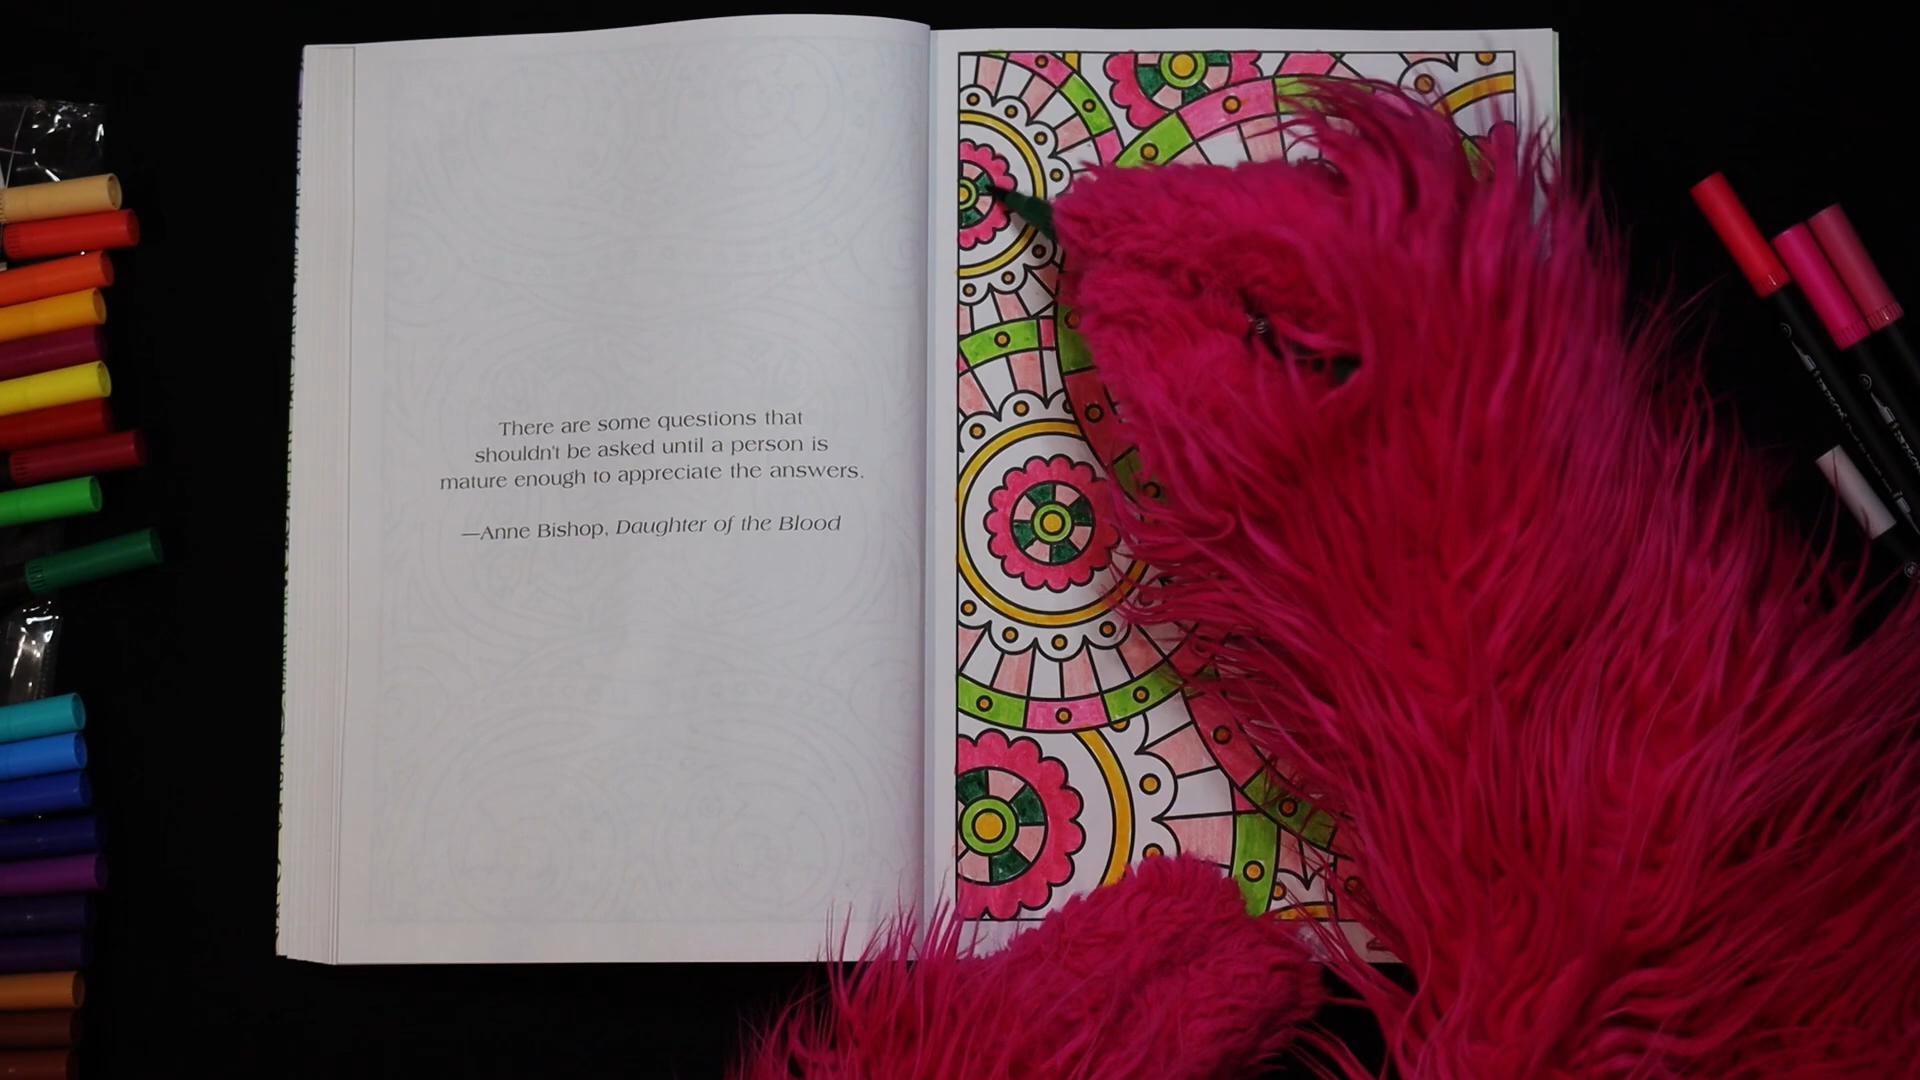 There are some questions that
shouldn't be asked until a person is
mature enough to appreciate the answers.
—Anne Bishop, Daughter of the Blood